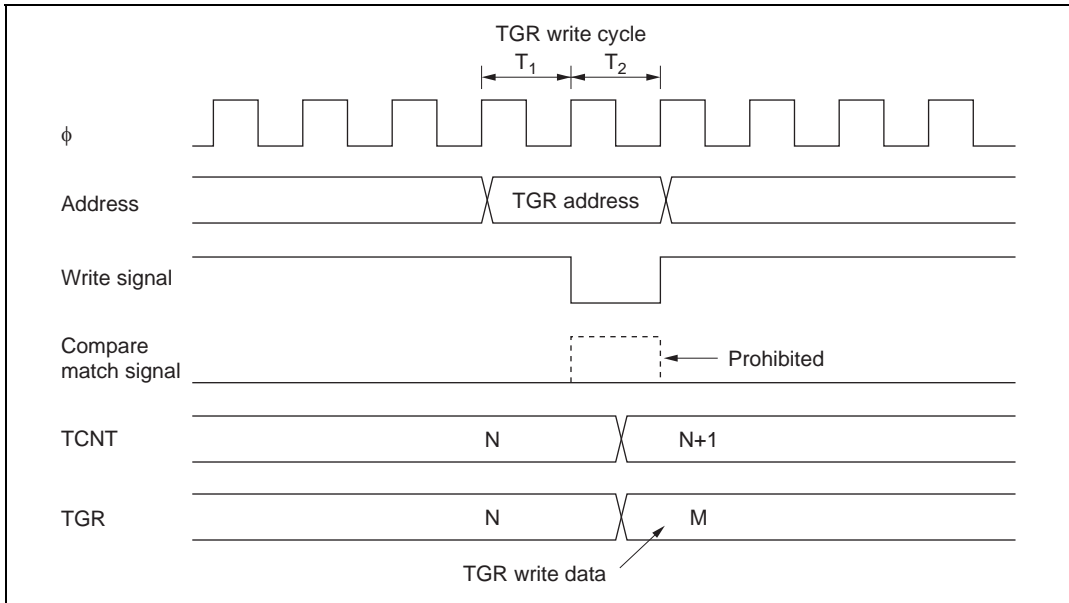 TGR write cycle
T1 T2
ϕ
Address
TGR address
Write signal
Compare
match signal
Prohibited
TCNT
N
N+1
TGR
N
M
TGR write data